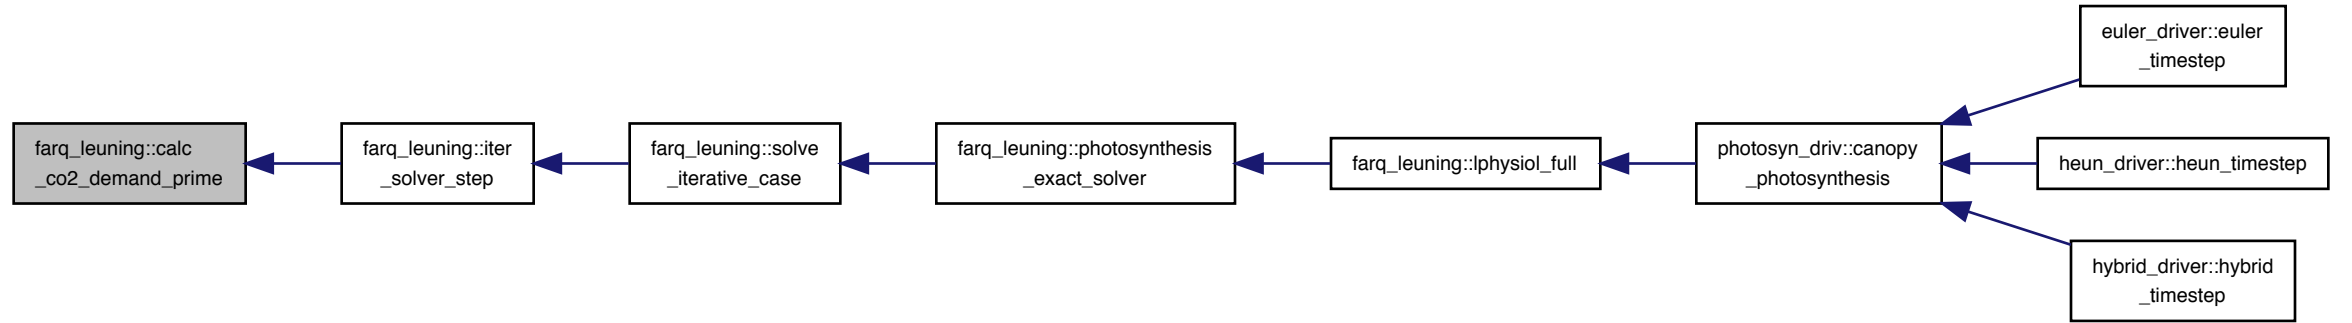 farq_leuning::calc
_co2_demand_prime
farq_leuning::iter
_solver_step
farq_leuning::solve
_iterative_case
farq_leuning::photosynthesis
_exact_solver
farq_leuning::lphysiol_full
photosyn_driv::canopy
_photosynthesis
euler_driver::euler
_timestep
heun_driver::heun_timestep
hybrid_driver::hybrid
_timestep